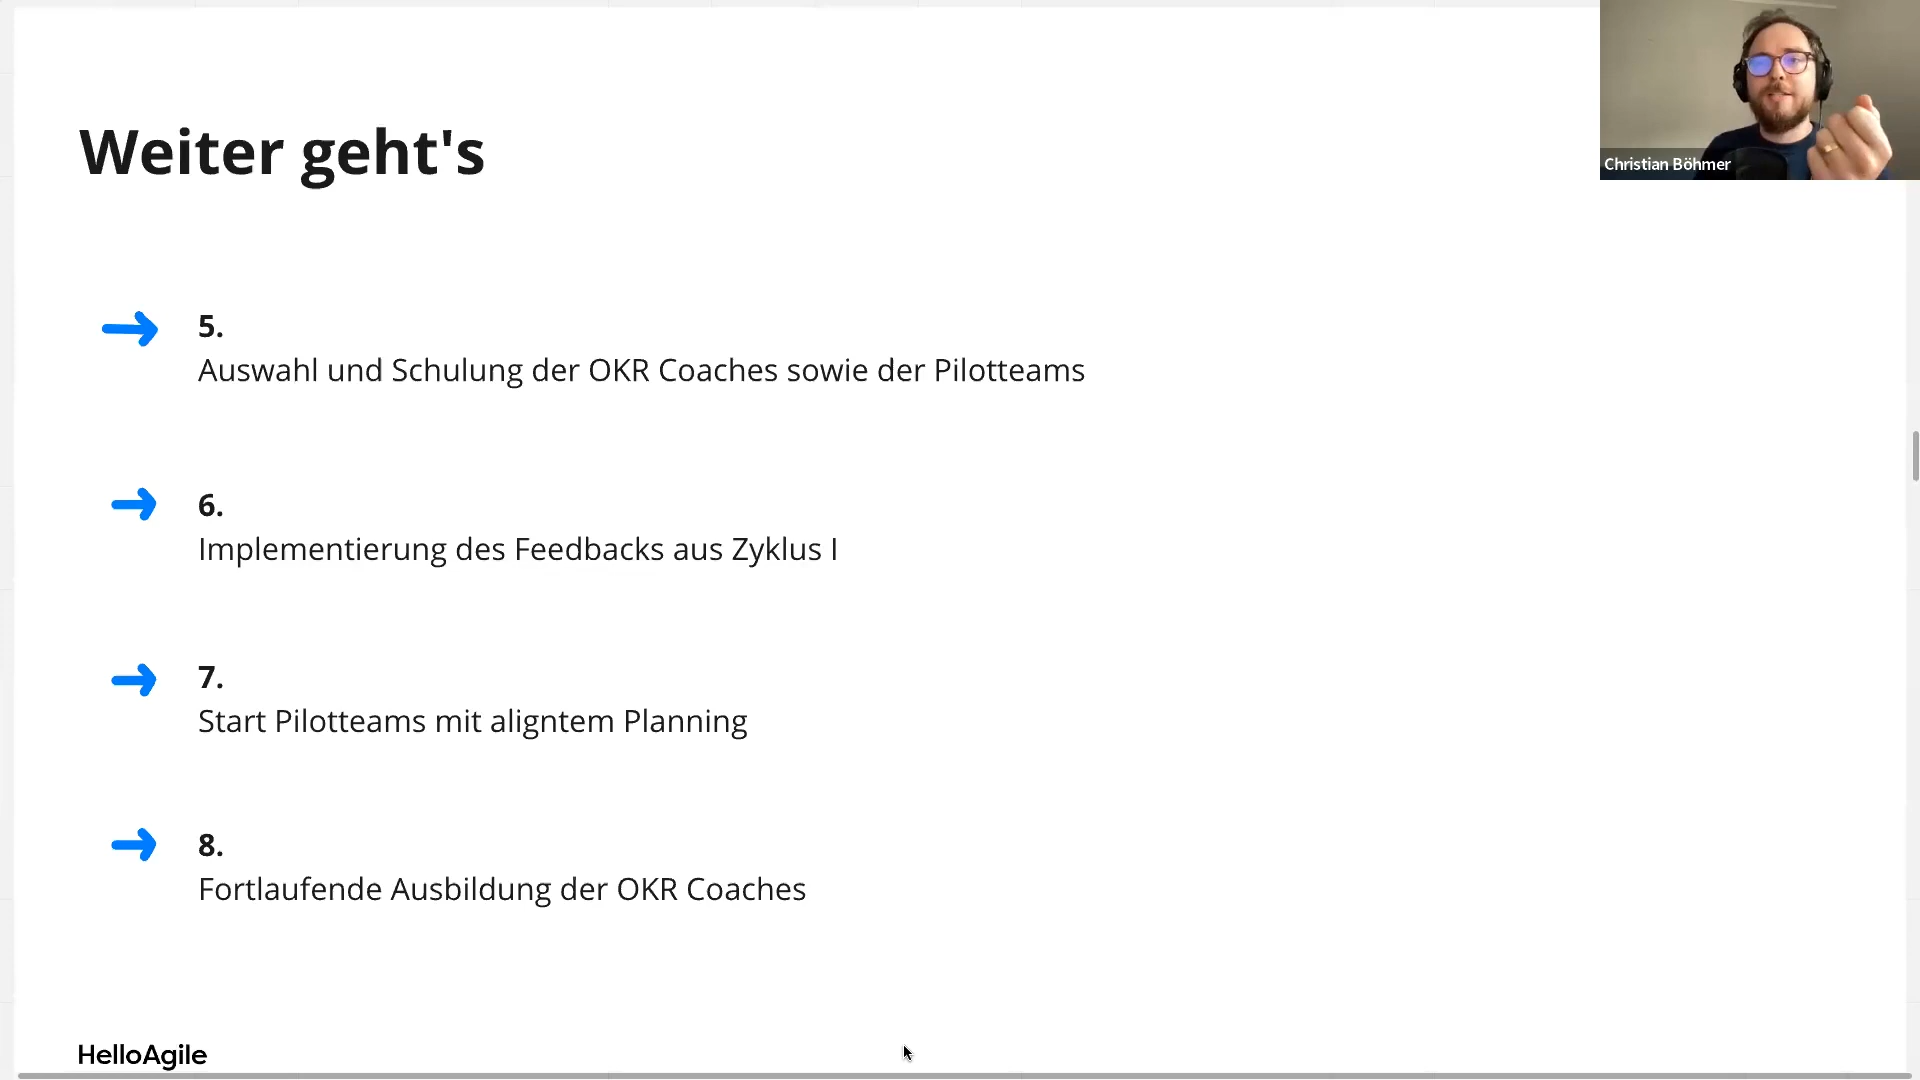 Weiter geht's
Christian Böhmer
5.
Auswahl und Schulung der OKR Coaches sowie der Pilotteams
6.
Implementierung des Feedbacks aus Zyklus I
7.
Start Pilotteams mit aligntem Planning
8.
Fortlaufende Ausbildung der OKR Coaches
HelloAgile